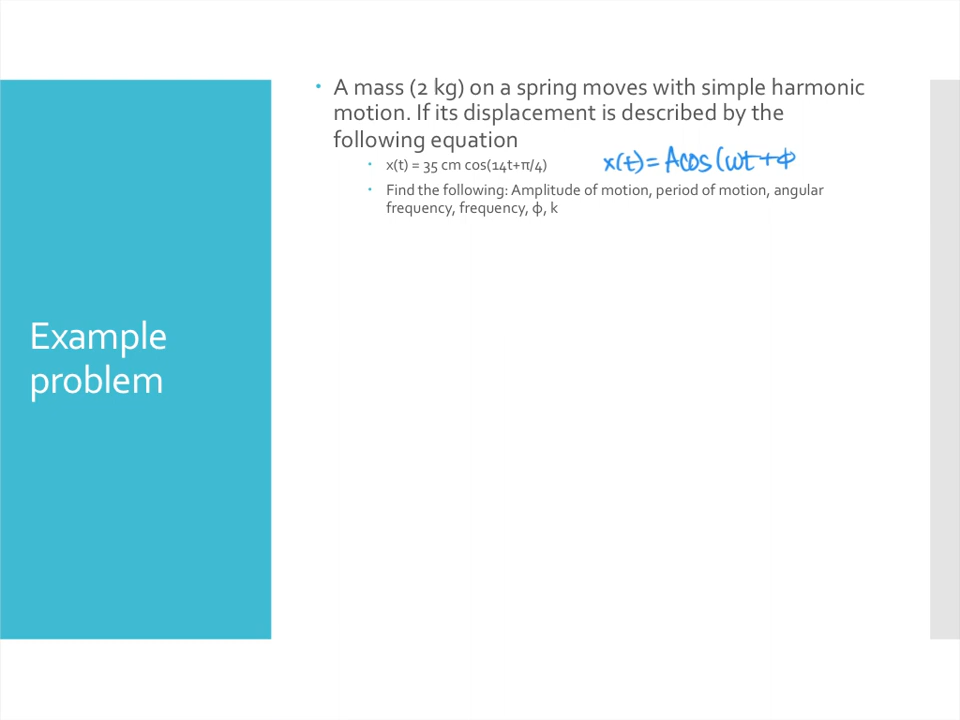 Example
problem
• A mass (2 kg) on a spring moves with simple harmonic
motion. If its displacement is described by the
following equation
• x(t) = 35 cm cos(14t+π/4)
x(t) = Acos(ωt+ϕ
• Find the following: Amplitude of motion, period of motion, angular
frequency, frequency, φ, k